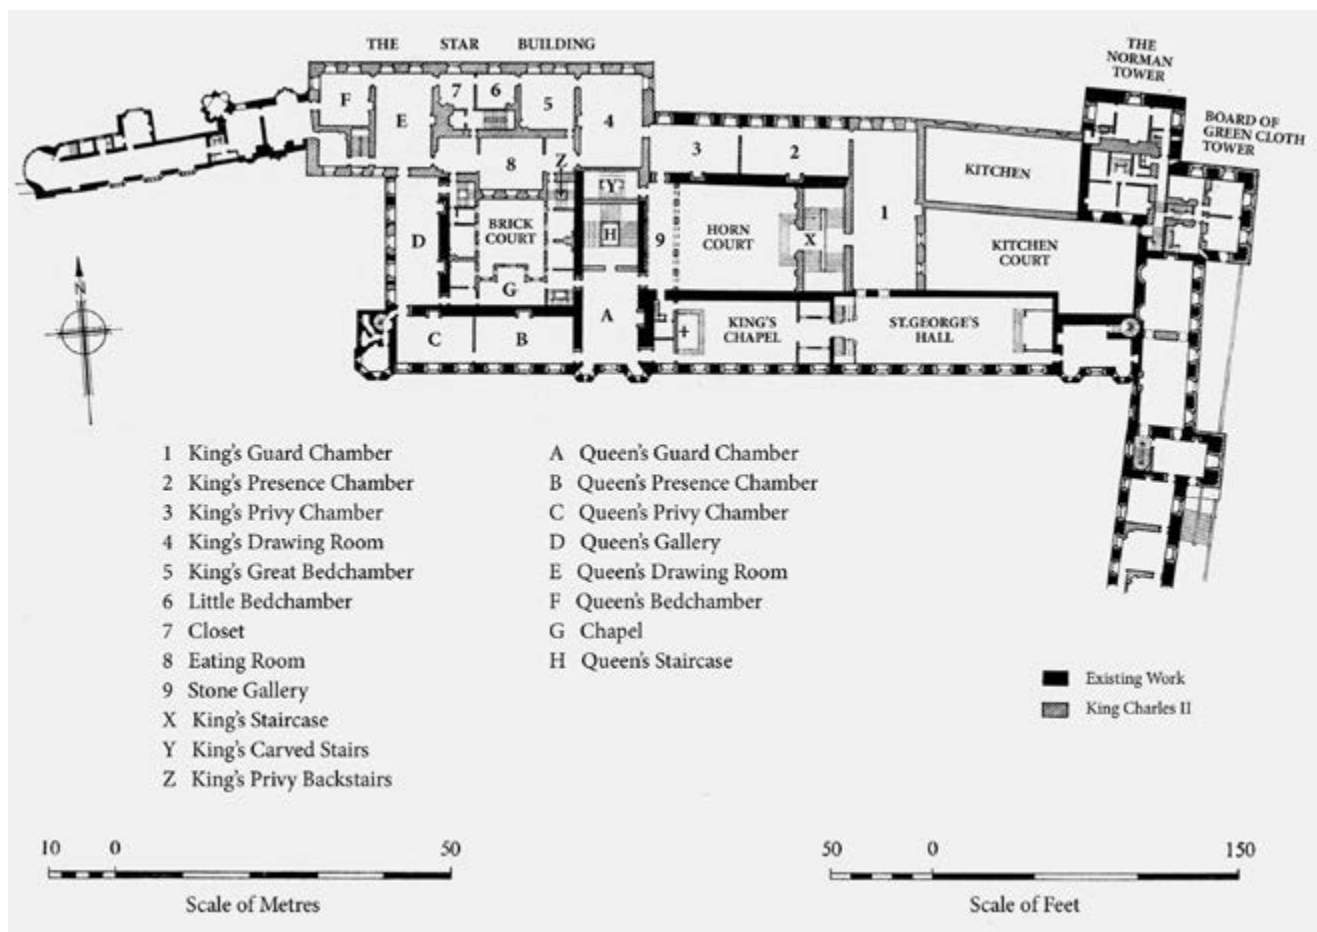 THE STAR BUILDING
THE
NORMAN
TOWER
BOARD OF
GREEN CLOTH
TOWER
F
E
7
6
5
4
8
Z
3
2
KITCHEN
Y
1
D
BRICK
COURT
H
9
HORN
COURT
X
KITCHEN
COURT
G
N
A
C
B
KING'S
CHAPEL
ST.GEORGE'S
HALL
1 King's Guard Chamber
2 King's Presence Chamber
3 King's Privy Chamber
4 King's Drawing Room
5 King's Great Bedchamber
6 Little Bedchamber
7 Closet
8 Eating Room
9 Stone Gallery
X King's Staircase
Y King's Carved Stairs
Z King's Privy Backstairs
A Queen's Guard Chamber
B Queen's Presence Chamber
C Queen's Privy Chamber
D Queen's Gallery
E Queen's Drawing Room
F Queen's Bedchamber
G Chapel
H Queen's Staircase
Existing Work
King Charles II
10 0 50
Scale of Metres
50 0 150
Scale of Feet